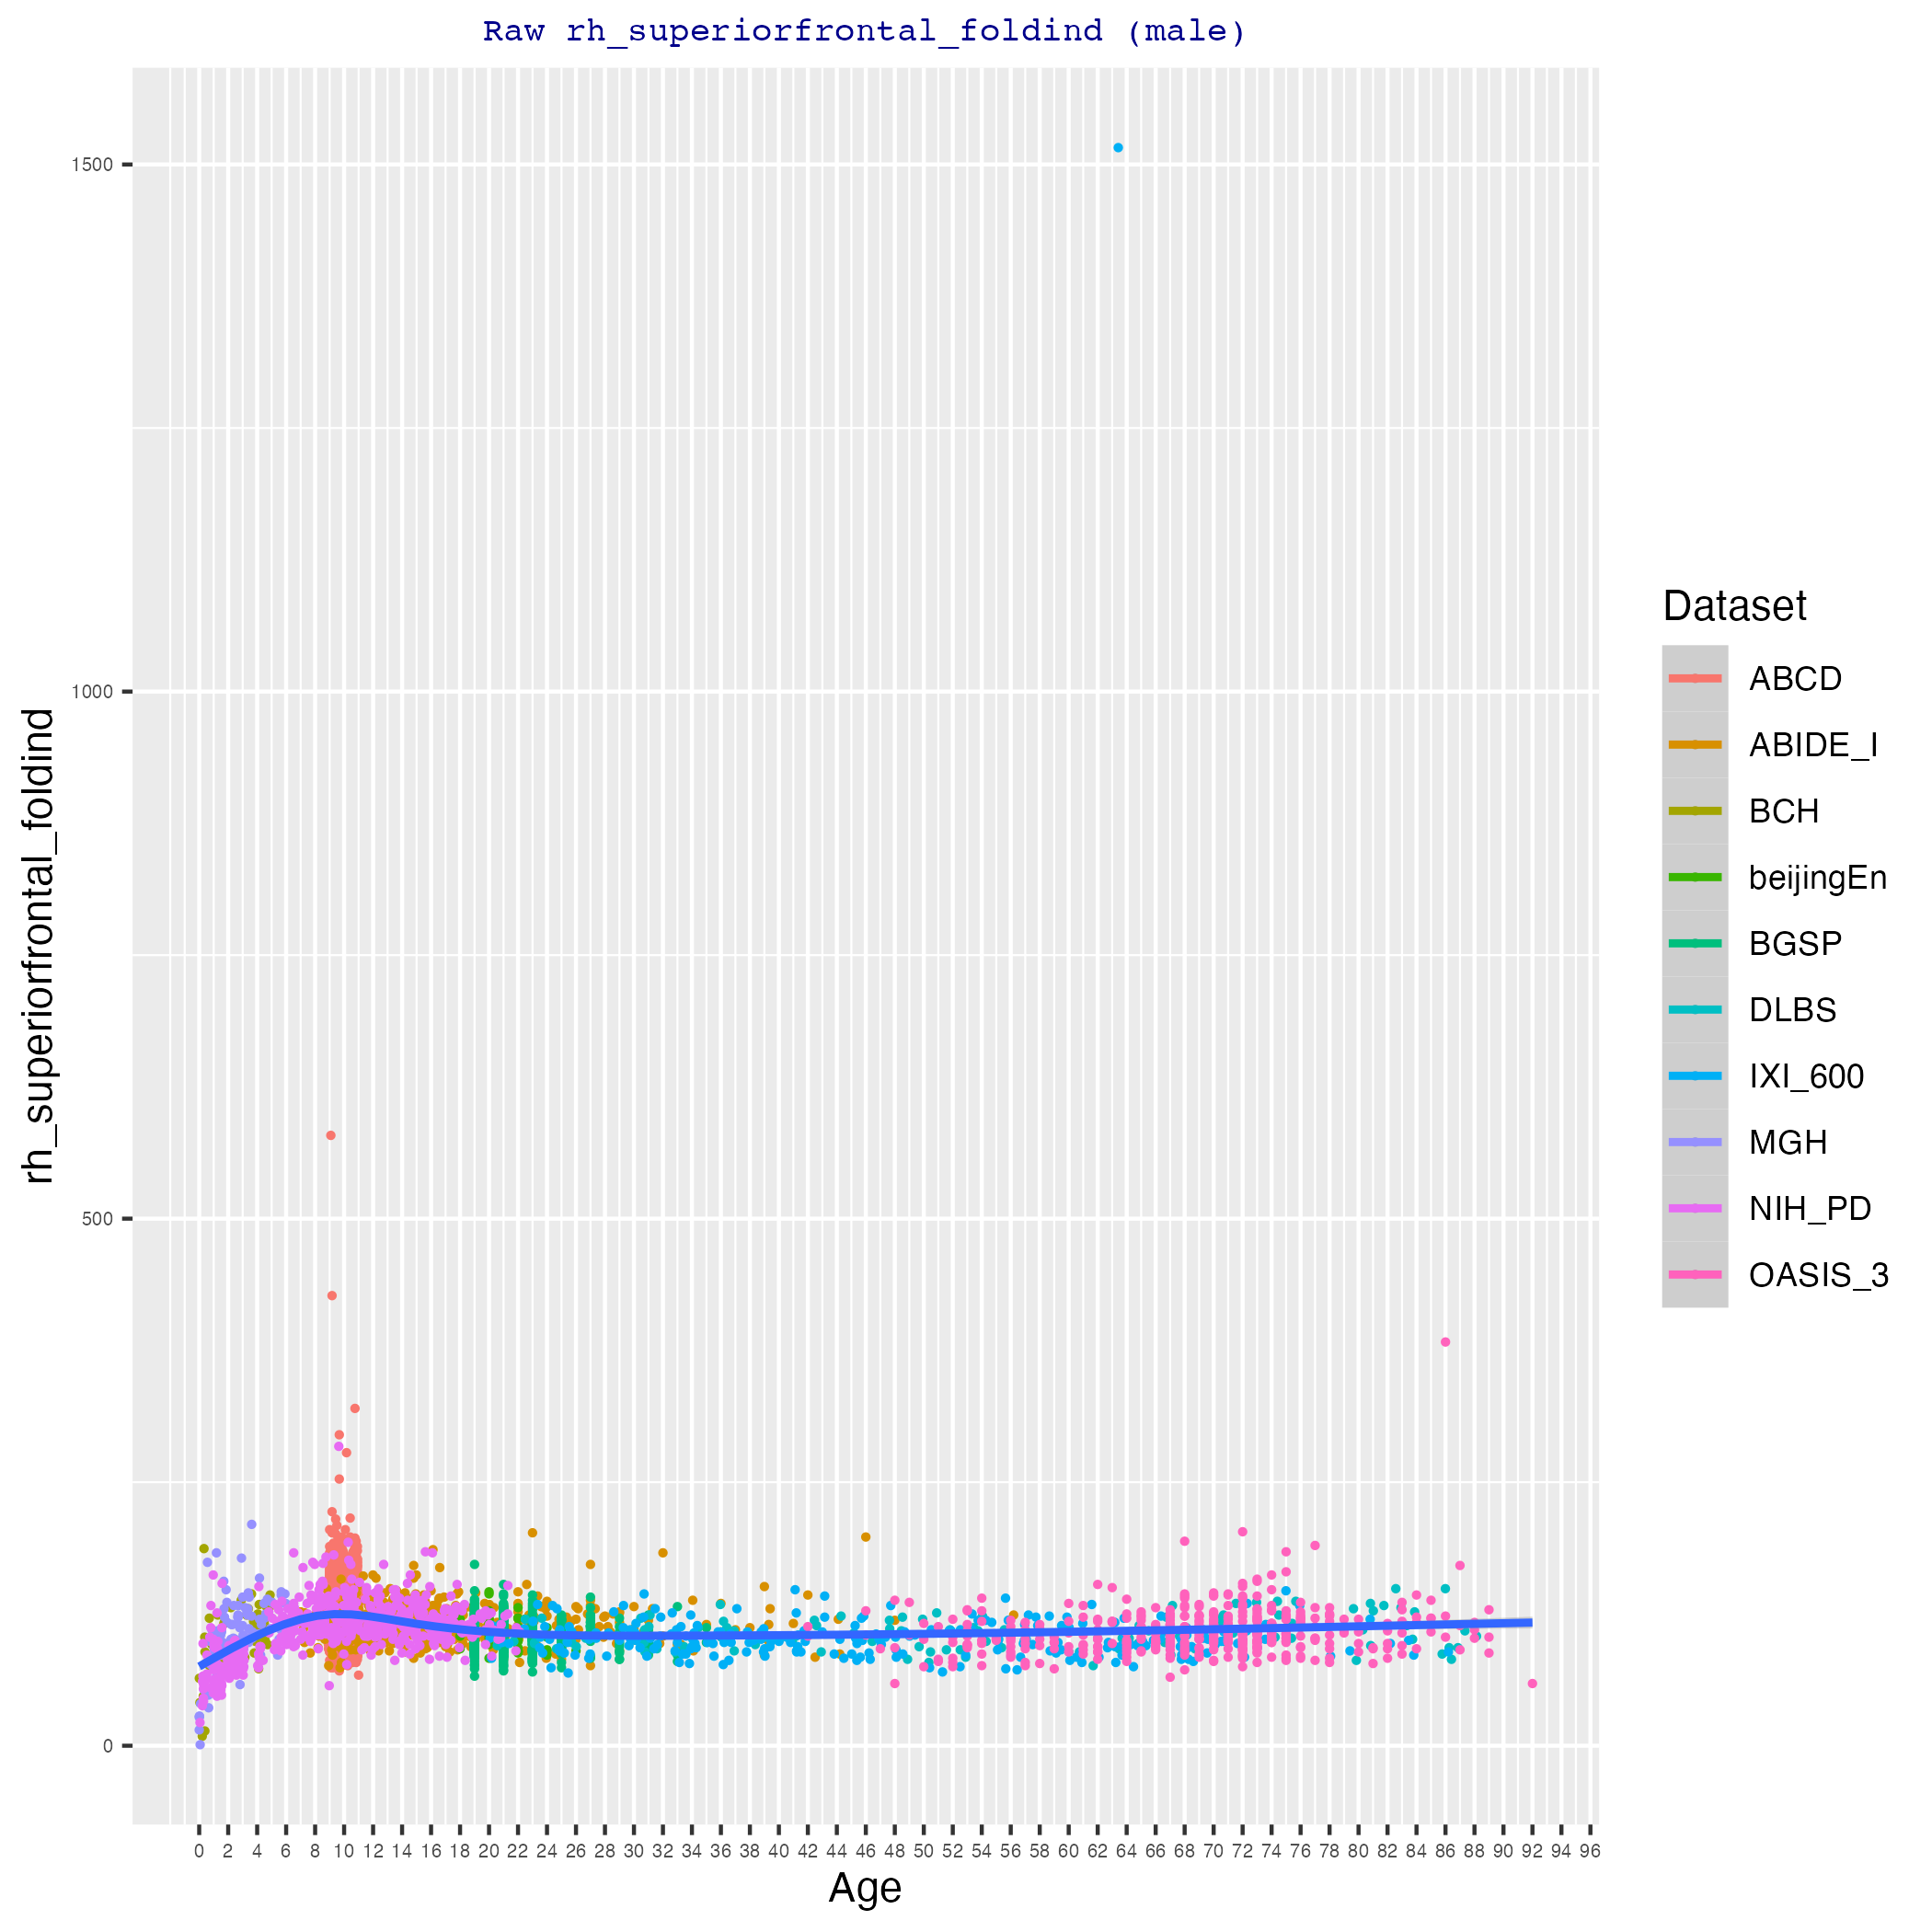 Raw rh_superiorfrontal_foldind (male)
rh_superiorfrontal_foldind
1500
1000
500
0
0 2 4 6 8 10 12 14 16 18 20 22 24 26 28 30 32 34 36 38 40 42 44 46 48 50 52 54 56 58 60 62 64 66 68 70 72 74 76 78 80 82 84 86 88 90 92 94 96
Age
Dataset
ABCD
ABIDE_I
BCH
beijingEn
BGSP
DLBS
IXI_600
MGH
NIH_PD
OASIS_3